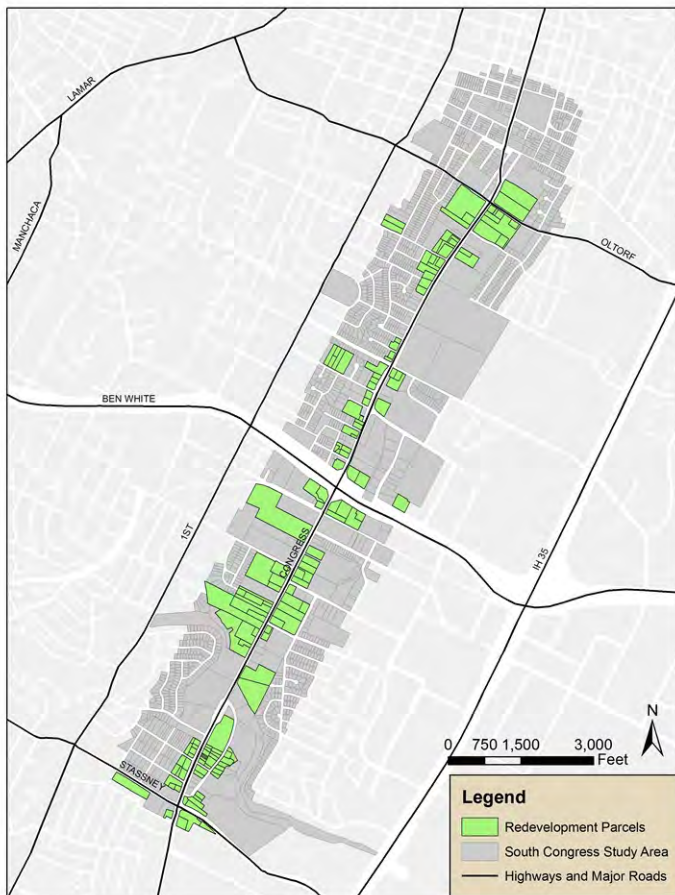 LAMAR
MANCHACA
OLTORF
BEN WHITE
1ST
CONGRESS
IH 35
STASSNEY
N
0 750 1,500 3,000
Feet
Legend
Redevelopment Parcels
South Congress Study Area
Highways and Major Roads